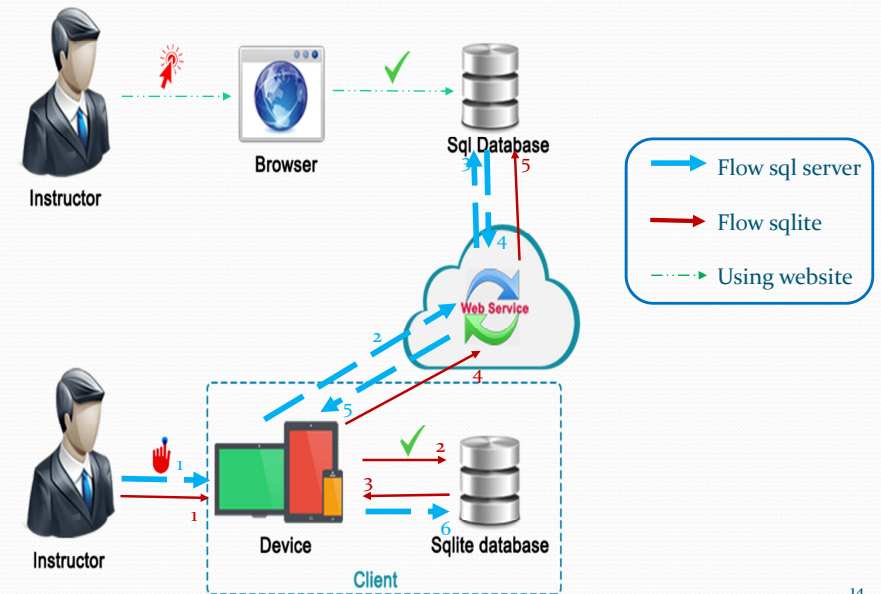 Instructor
Browser
Sql Database
3
5
4
Flow sql server
Flow sqlite
Using website
Web Service
2
4
5
1
1
2
3
6
Instructor
Device
Sqlite database
Client
14